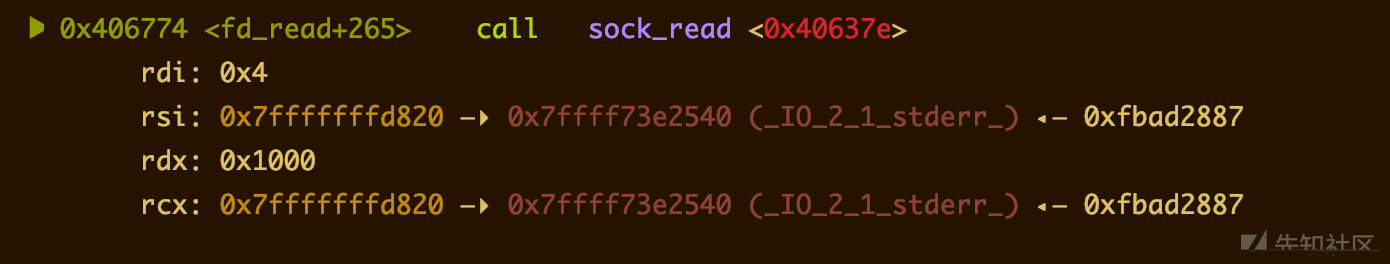 ► 0x406774 <fd_read+265>    call   sock_read <0x40637e>
rdi: 0x4
rsi: 0x7fffffffd820 —▸ 0x7ffff73e2540 (_IO_2_1_stderr_) ◂— 0xfbad2887
rdx: 0x1000
rcx: 0x7fffffffd820 —▸ 0x7ffff73e2540 (_IO_2_1_stderr_) ◂— 0xfbad2887
先知社区